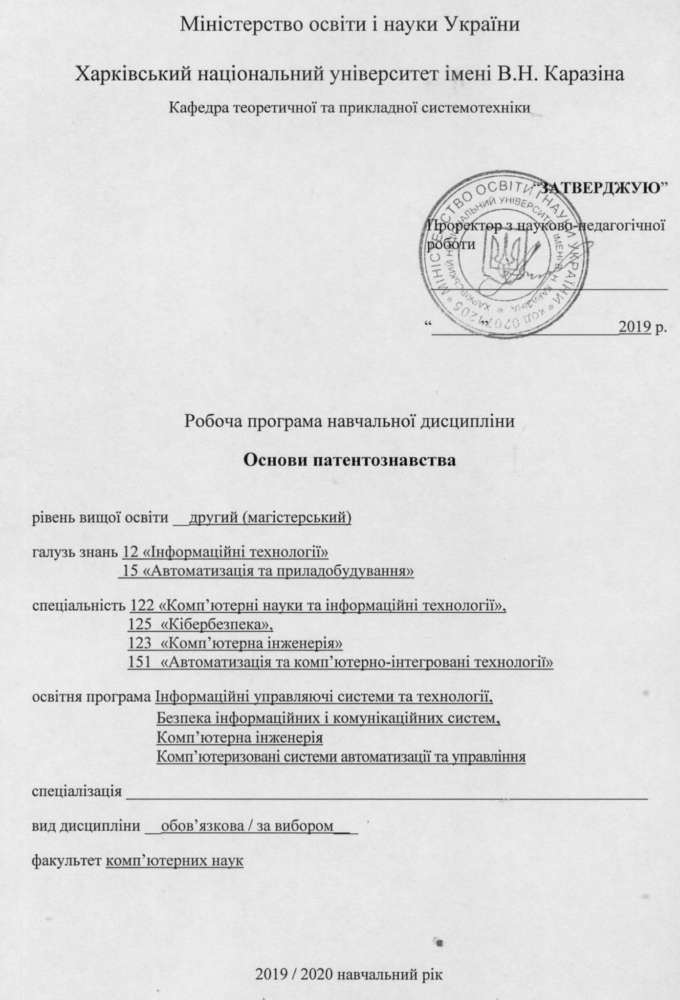 Міністерство освіти і науки України
Харківський національний університет імені В.Н. Каразіна
Кафедра теоретичної та прикладної системотехніки
“ЗАТВЕРДЖУЮ”
Проректор з науково-педагогічної
роботи
“_______”________________2019 р.
МІНІСТЕРСТВО ОСВІТИ І НАУКИ УКРАЇНИ * КОД 02071205 *
ХАРКІВСЬКИЙ НАЦІОНАЛЬНИЙ УНІВЕРСИТЕТ ІМЕНІ В.Н. КАРАЗІНА *
Робоча програма навчальної дисципліни
Основи патентознавства
рівень вищої освіти __другий (магістерський)
галузь знань 12 «Інформаційні технології»
15 «Автоматизація та приладобудування»
спеціальність 122 «Комп’ютерні науки та інформаційні технології»,
125 «Кібербезпека»,
123 «Комп’ютерна інженерія»
151 «Автоматизація та комп’ютерно-інтегровані технології»
освітня програма Інформаційні управляючі системи та технології,
Безпека інформаційних і комунікаційних систем,
Комп’ютерна інженерія
Комп’ютеризовані системи автоматизації та управління
спеціалізація ________________
вид дисципліни __обов’язкова / за вибором___
факультет комп’ютерних наук
2019 / 2020 навчальний рік